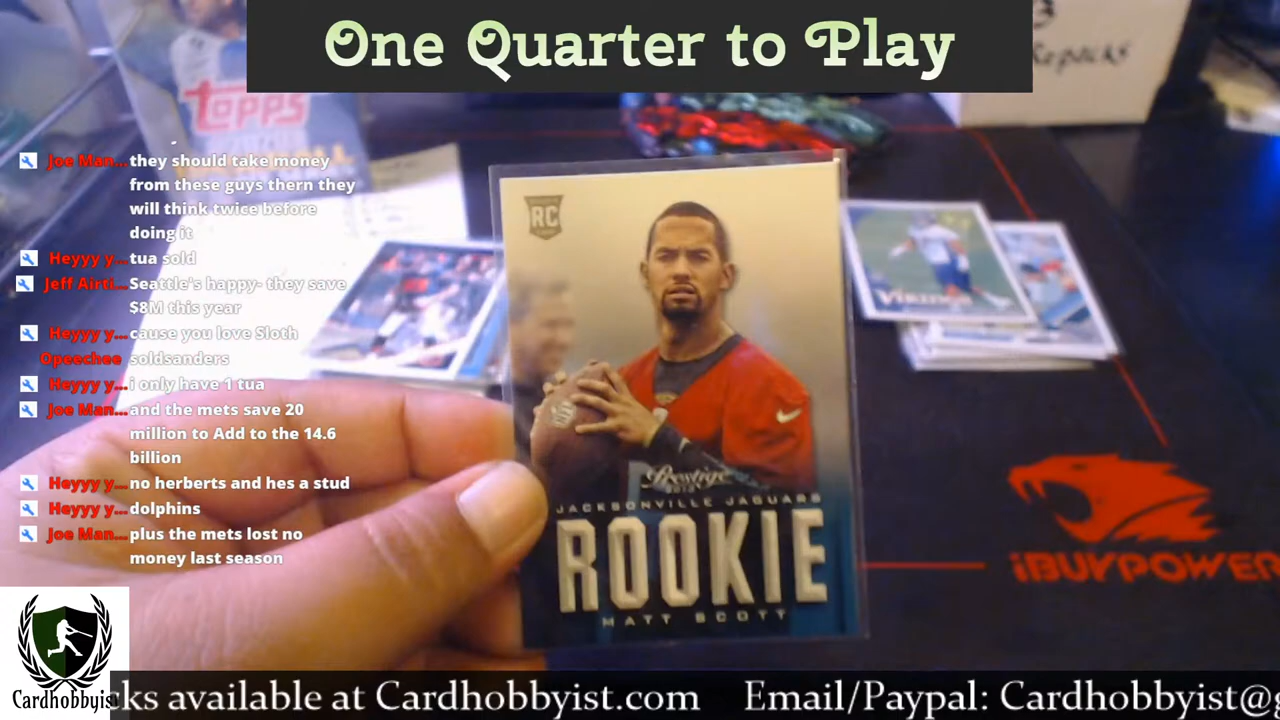 One Quarter to Play
Repacks
topps
Joe Man... they should take money
from these guys thern they
will think twice before
doing it
Heyyy y... tua sold
Jeff Airtl... Seattle's happy- they save
$8M this year
Heyyy y... cause you love Sloth
Opeechee soldsanders
Heyyy y... i only have 1 tua
Joe Man... and the mets save 20
million to Add to the 14.6
billion
Heyyy y... no herberts and hes a stud
Heyyy y... dolphins
Joe Man... plus the mets lost no
money last season
RC
Prestige
JACKSONVILLE JAGUARS
ROOKIE
MATT SCOTT
VIKINGS
iBUYPOWER
Cardhobbyist
cks available at Cardhobbyist.com Email/Paypal: Cardhobbyist@